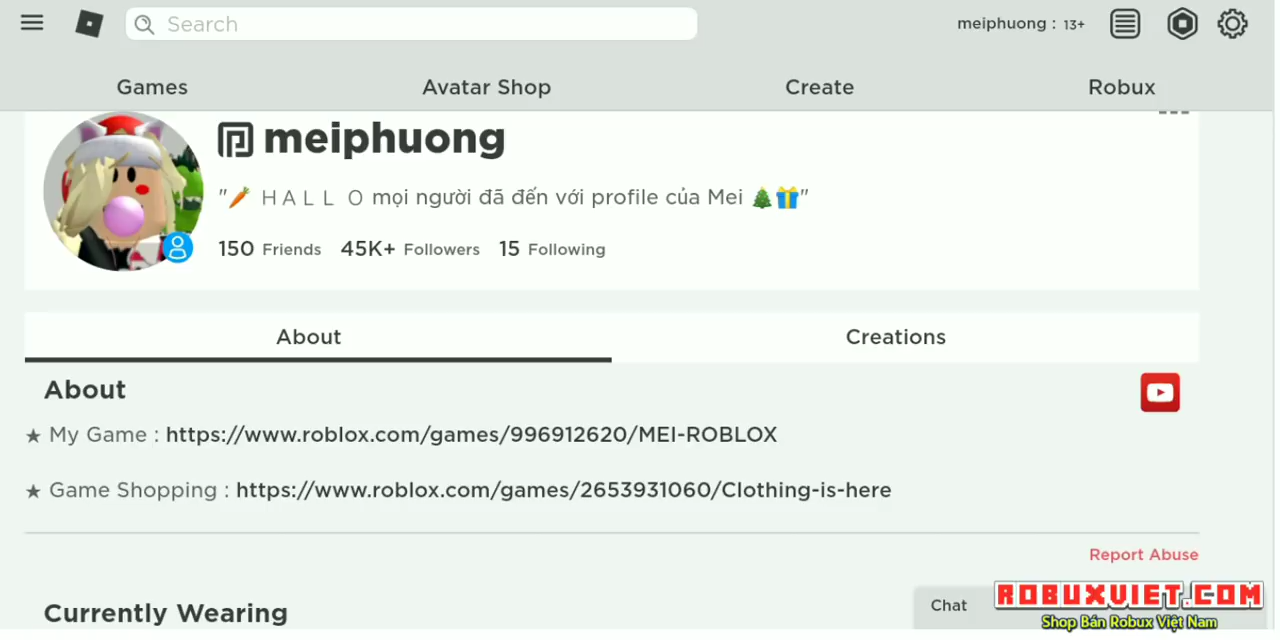 Search
meiphuong : 13+
Games Avatar Shop Create Robux
meiphuong
"🥕 H A L L O mọi người đã đến với profile của Mei 🎄🎁"
150 Friends 45K+ Followers 15 Following
About Creations
About
★ My Game : https://www.roblox.com/games/996912620/MEI-ROBLOX
★ Game Shopping : https://www.roblox.com/games/2653931060/Clothing-is-here
Report Abuse
Currently Wearing
Chat
ROBUXVIET.COM
Shop Bán Robux Việt Nam